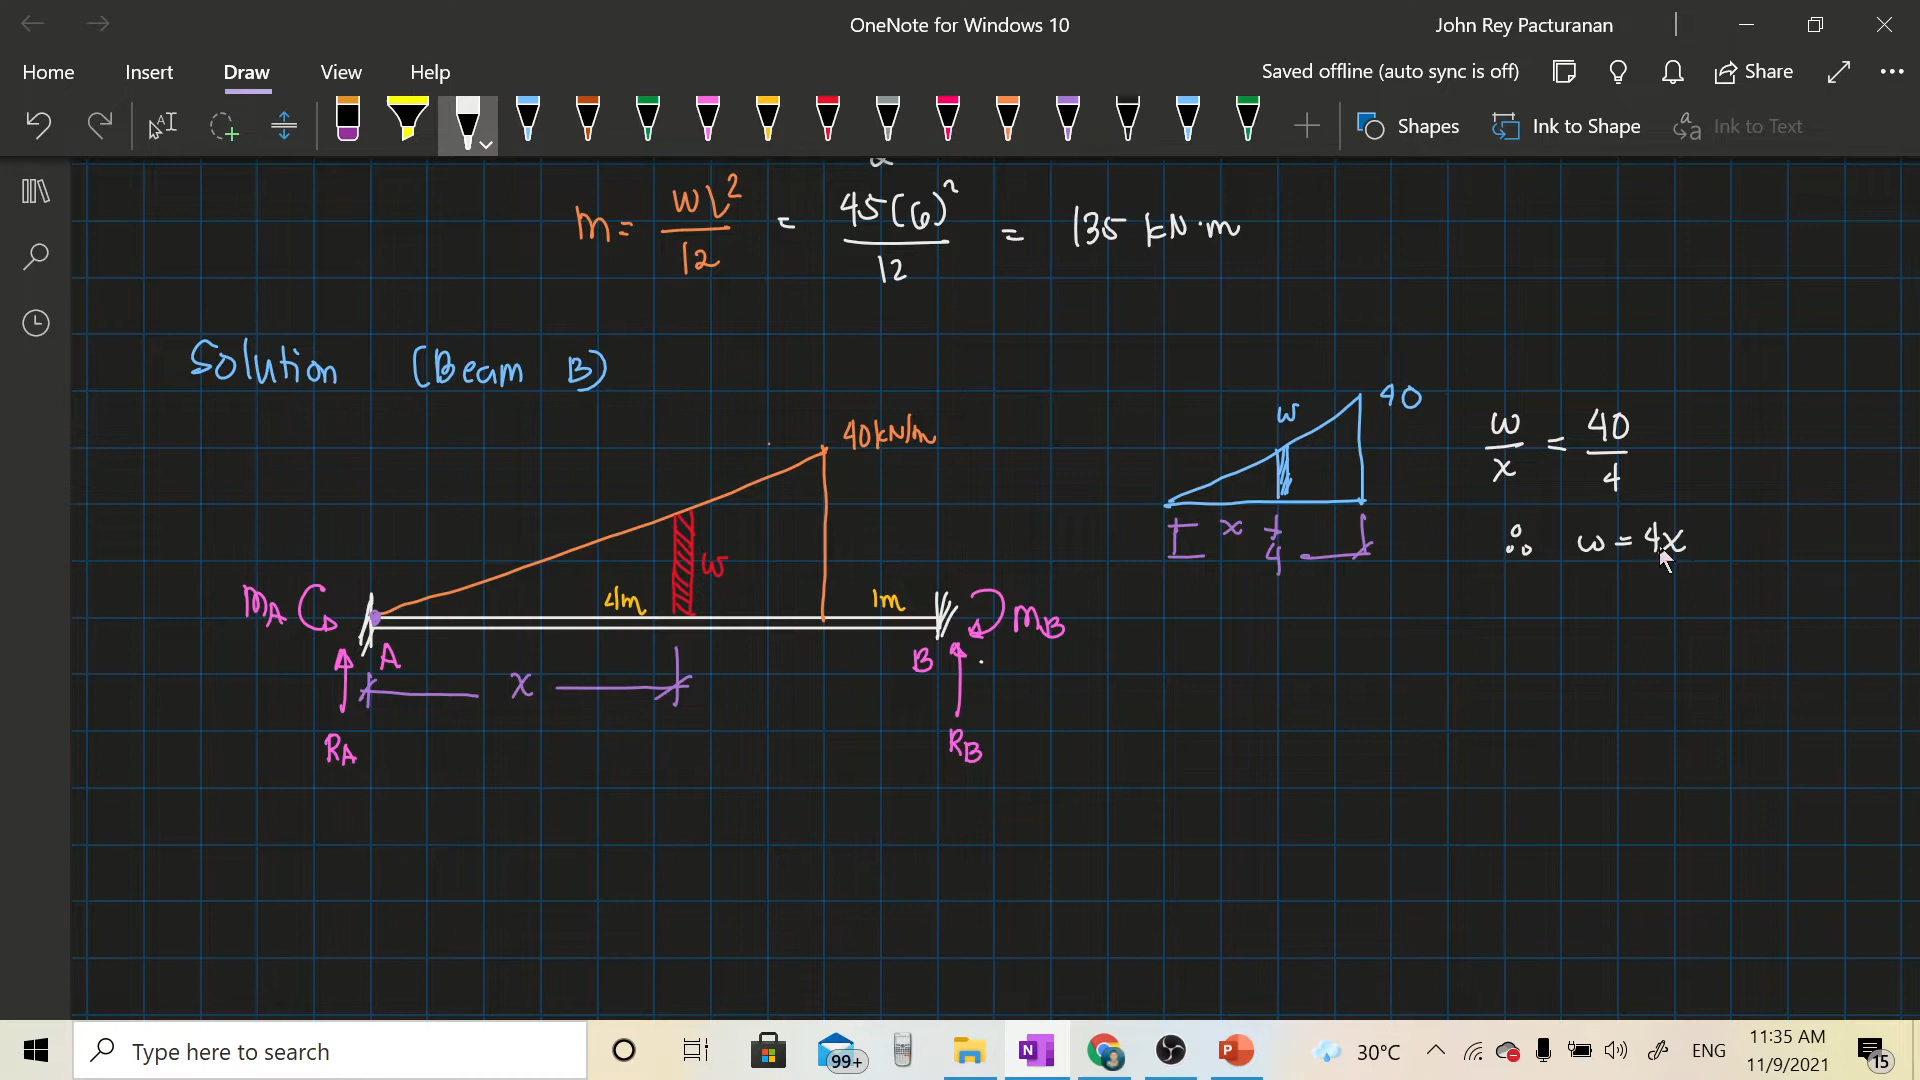 OneNote for Windows 10
John Rey Pacturanan
Home Insert Draw View Help
Saved offline (auto sync is off) Share
Shapes Ink to Shape Ink to Text
M = WL² / 12 = 45(6)² / 12 = 135 kN·m
Solution (Beam B)
40
w
w/x = 40/4
40kN/m
x
4
∴ w = 4x
w
4m 1m
MA MB
A B
x
RA RB
Type here to search
99+
30°C
ENG
11:35 AM
11/9/2021
15